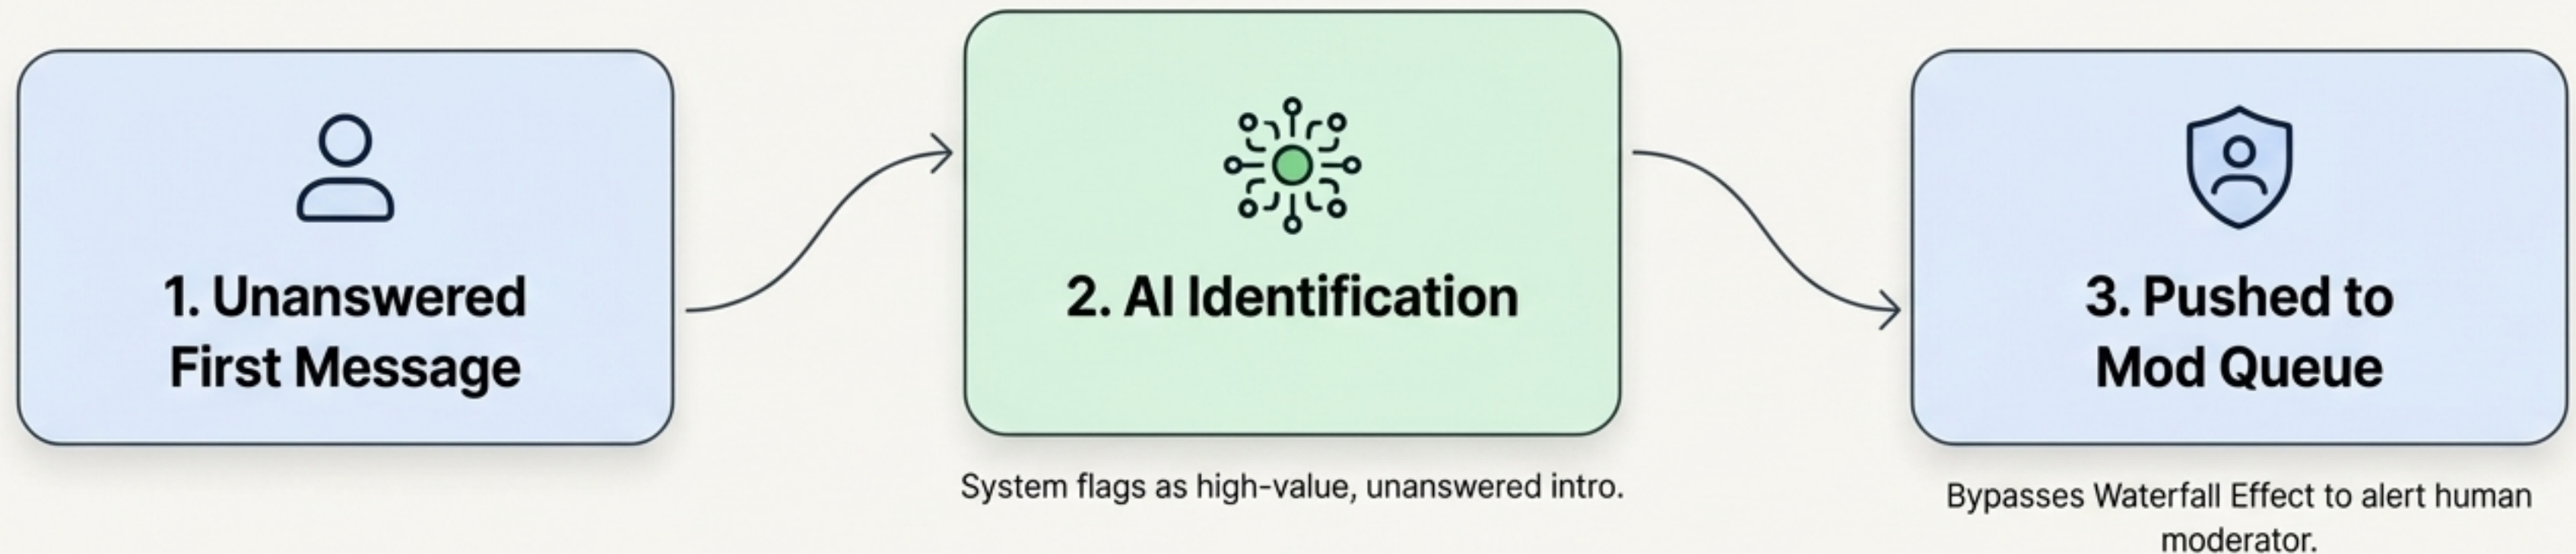 1. Unanswered
First Message
2. AI Identification
System flags as high-value, unanswered intro.
3. Pushed to
Mod Queue
Bypasses Waterfall Effect to alert human
moderator.